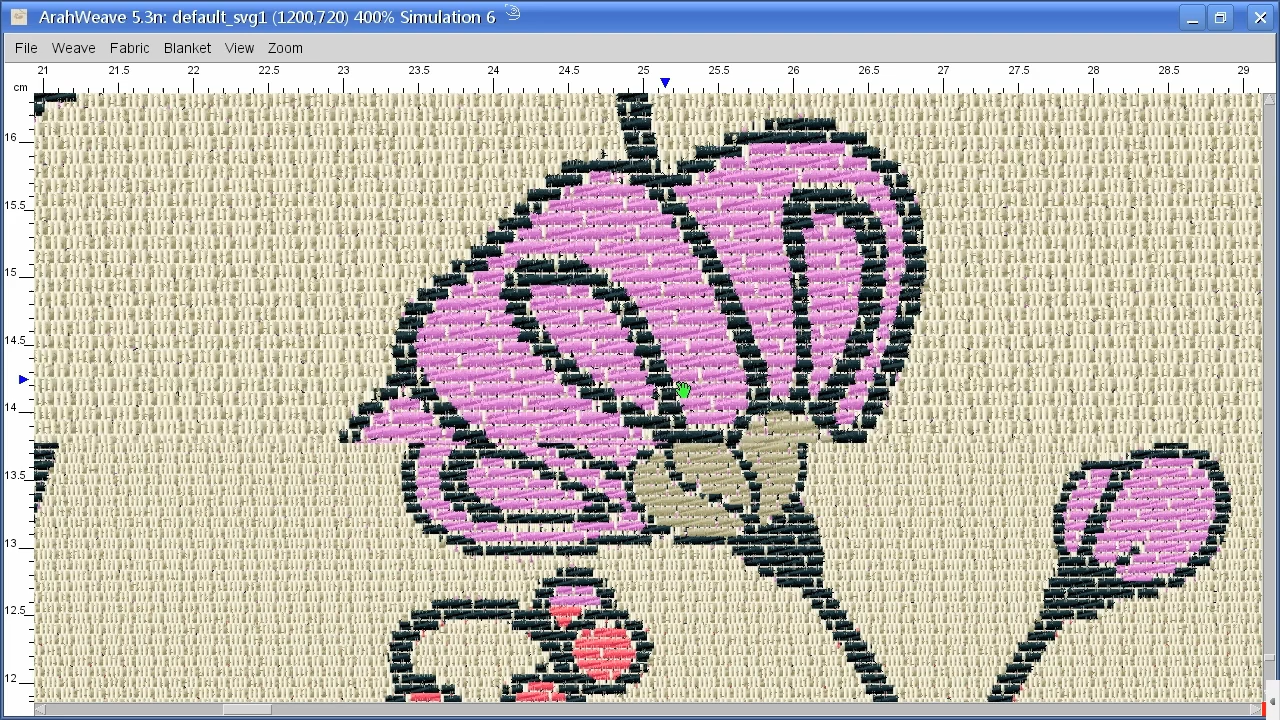 ArahWeave 5.3n: default_svg1 (1200,720) 400% Simulation 6
File Weave Fabric Blanket View Zoom
21 21.5 22 22.5 23 23.5 24 24.5 25 25.5 26 26.5 27 27.5 28 28.5 29
cm
16
15.5
15
14.5
14
13.5
13
12.5
12